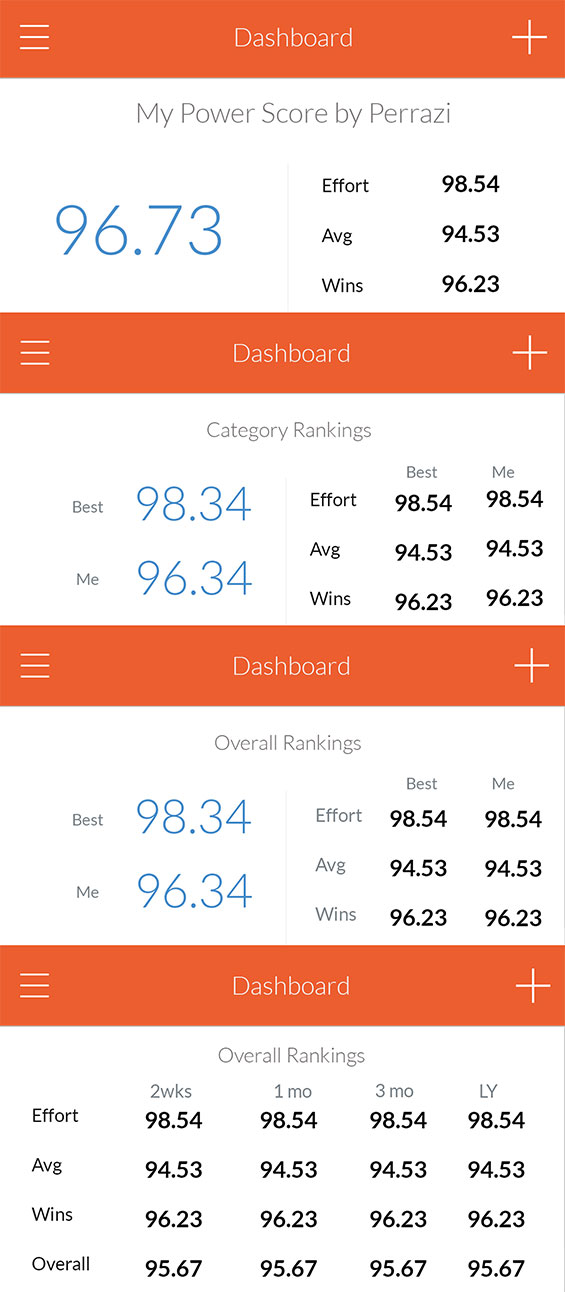 Dashboard
My Power Score by Perrazi
96.73
Effort 98.54
Avg 94.53
Wins 96.23
Dashboard
Category Rankings
Best 98.34
Me 96.34
Best Me
Effort 98.54 98.54
Avg 94.53 94.53
Wins 96.23 96.23
Dashboard
Overall Rankings
Best 98.34
Me 96.34
Best Me
Effort 98.54 98.54
Avg 94.53 94.53
Wins 96.23 96.23
Dashboard
Overall Rankings
2wks 1 mo 3 mo LY
Effort 98.54 98.54 98.54 98.54
Avg 94.53 94.53 94.53 94.53
Wins 96.23 96.23 96.23 96.23
Overall 95.67 95.67 95.67 95.67